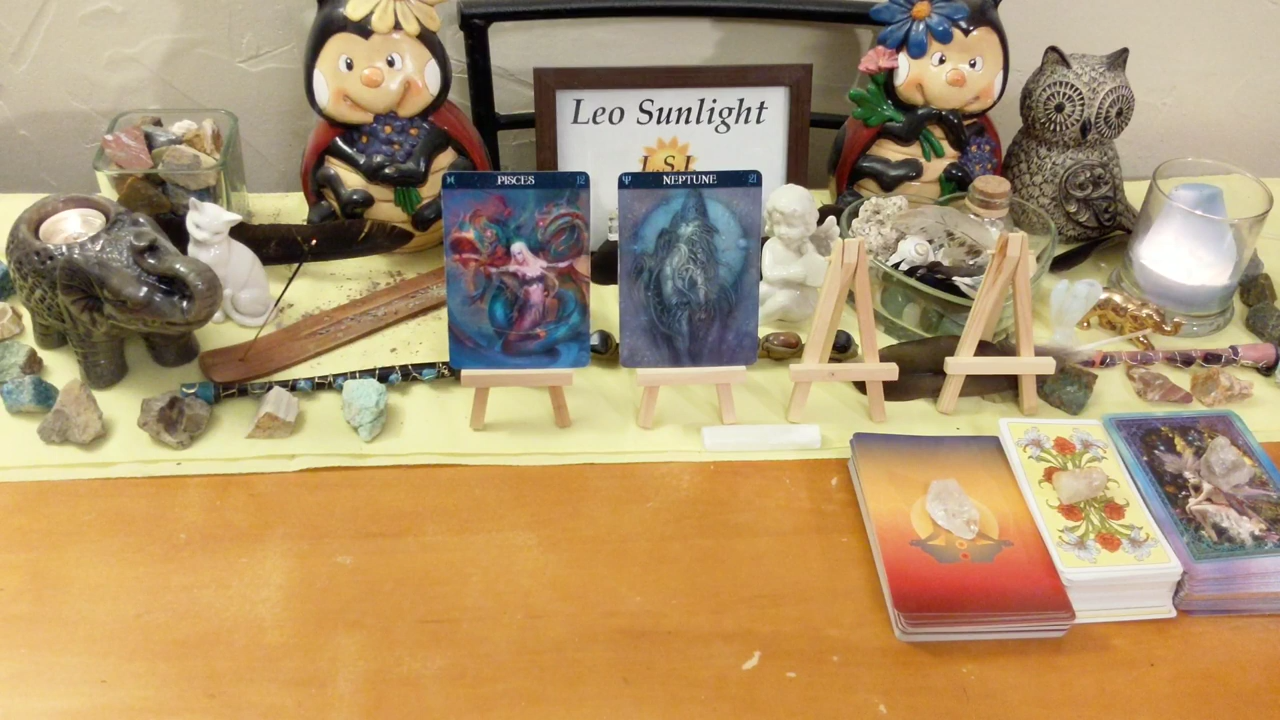 Leo Sunlight
L.S.L
♓ PISCES 12
♆ NEPTUNE 21